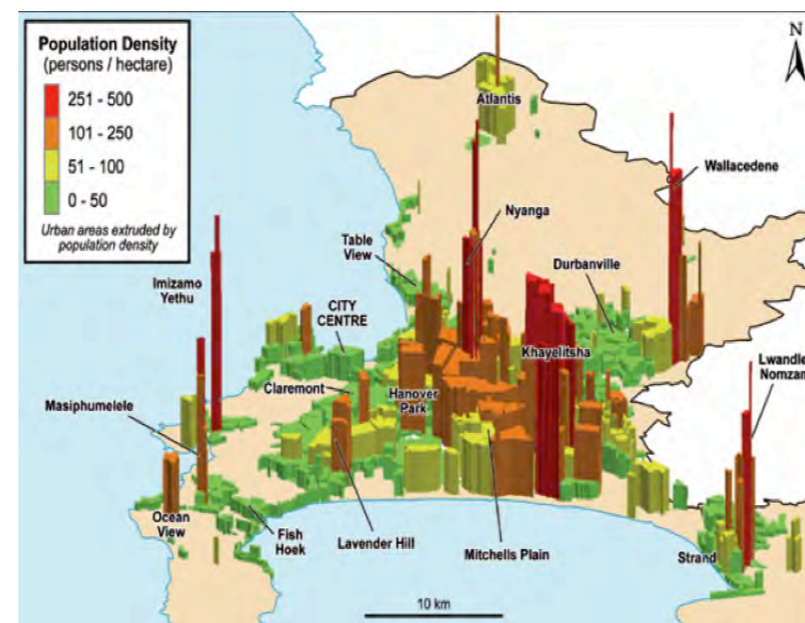 Population Density
(persons / hectare)
251 - 500
101 - 250
51 - 100
0 - 50
Urban areas extruded by
population density
N
Atlantis
Wallacedene
Nyanga
Table
View
Durbanville
Imizamo
Yethu
CITY
CENTRE
Khayelitsha
Lwandle
Nomzam
Claremont
Hanover
Park
Masiphumelele
Ocean
View
Fish
Hoek
Lavender Hill
Mitchells Plain
Strand
10 km